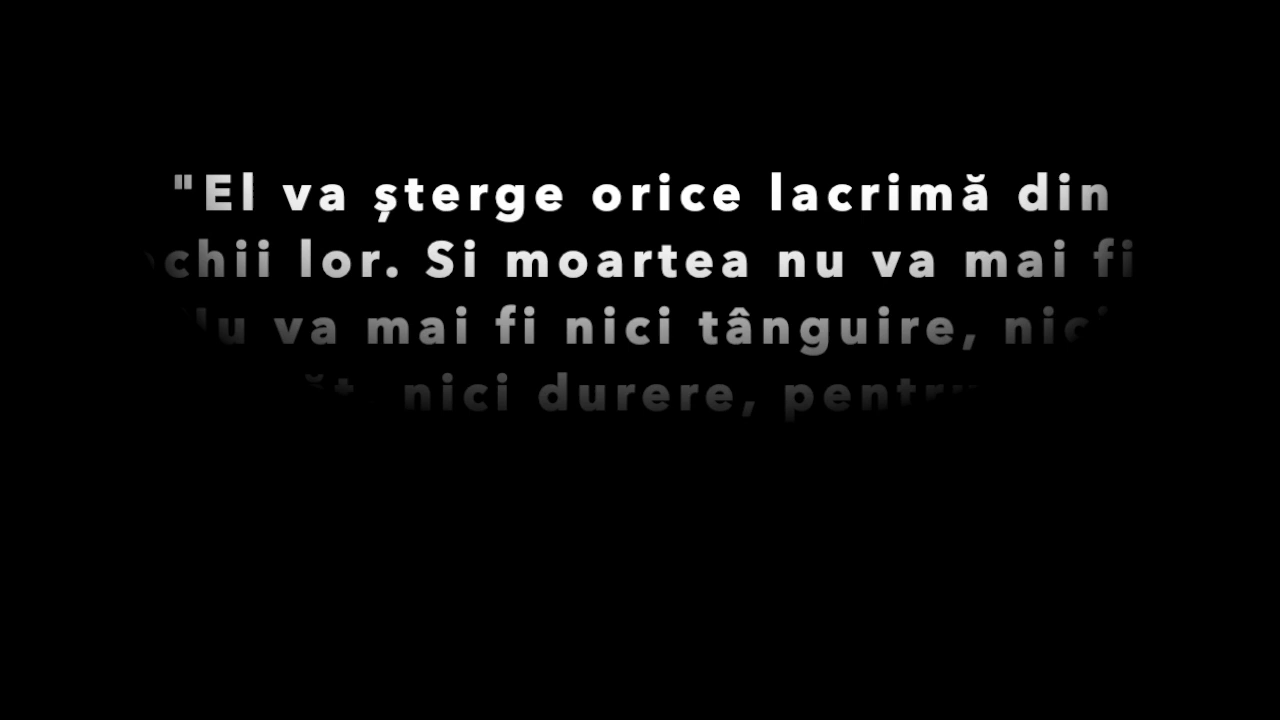 "El va șterge orice lacrimă din
ochii lor. Si moartea nu va mai fi
Nu va mai fi nici tânguire, nici
nici durere, pentru